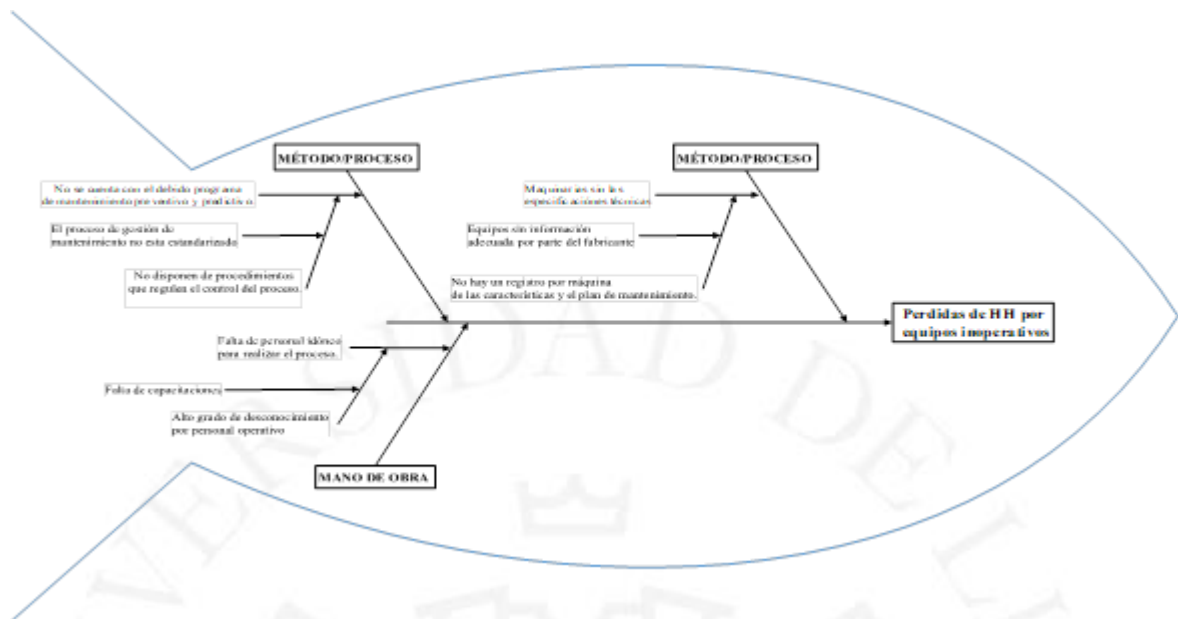 MÉTODO/PROCESO
No se cuenta con el debido programa
de mantenimiento preventivo y predictivo.
El proceso de gestión de
mantenimiento no esta estandarizado
No disponen de procedimientos
que regulen el control del proceso.
MÉTODO/PROCESO
Maquinarias sin las
especificaciones técnicas
Equipos sin información
adecuada por parte del fabricante
No hay un registro por máquina
de las características y el plan de mantenimiento.
Perdidas de HH por
equipos inoperativos
Falta de personal idóneo
para realizar el proceso.
Falta de capacitaciones
Alto grado de desconocimiento
por personal operativo
MANO DE OBRA
VERSIDAD DE L